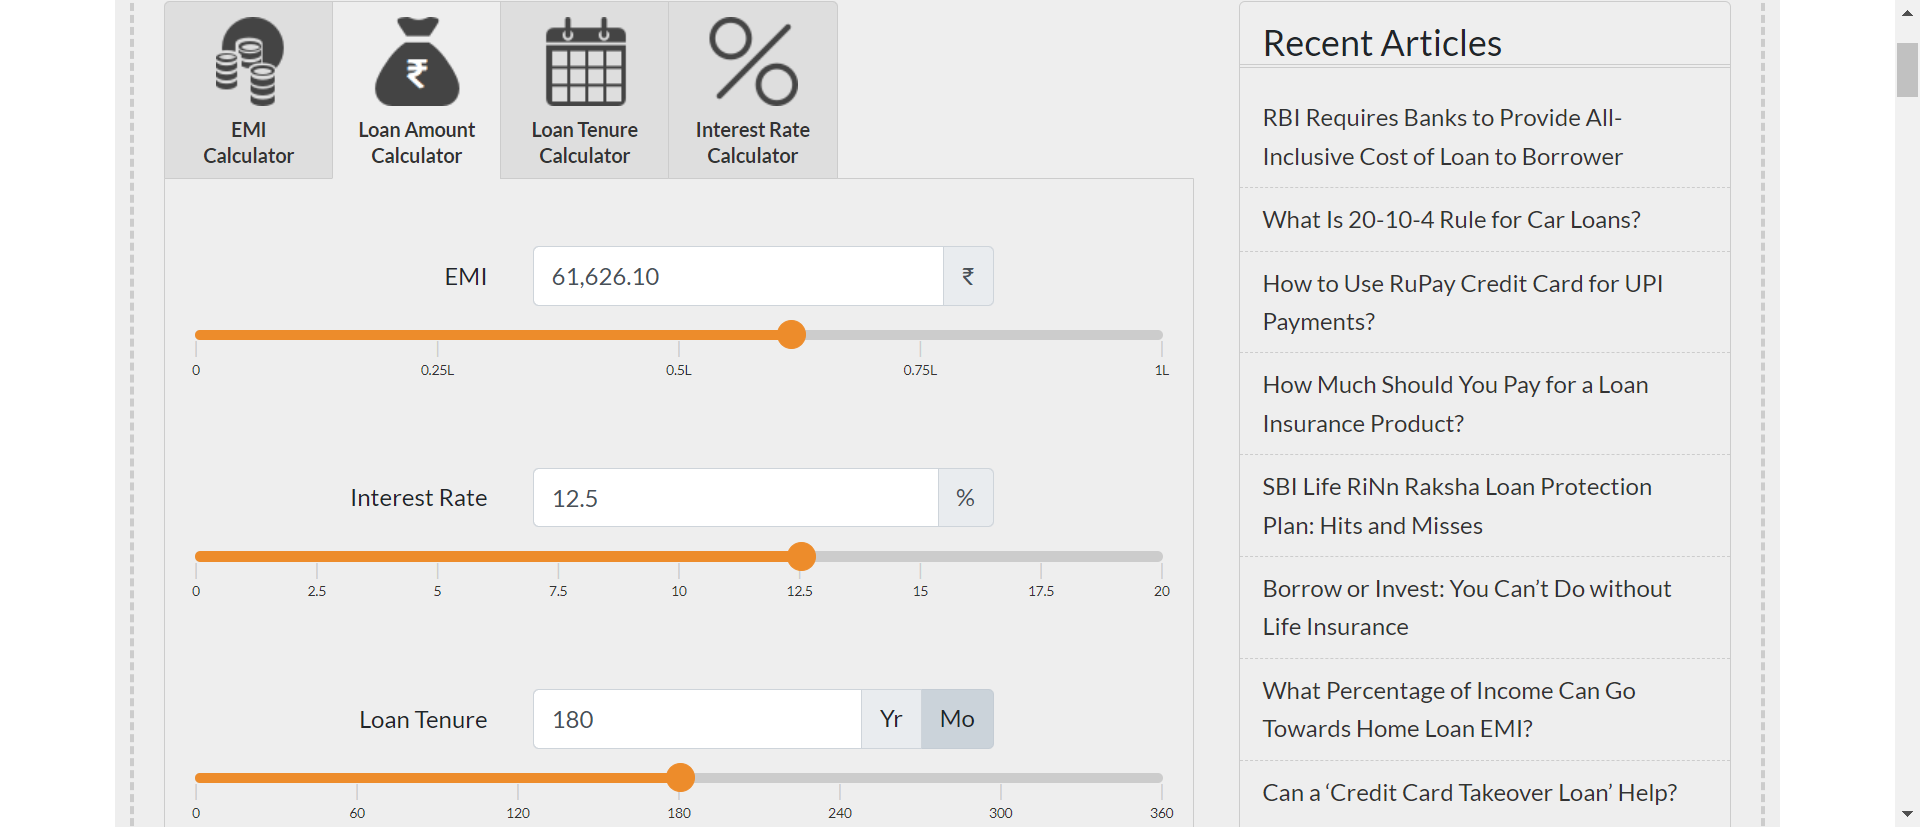 EMI
Calculator
₹
Loan Amount
Calculator
Loan Tenure
Calculator
Interest Rate
Calculator
EMI
61,626.10
₹
0
0.25L
0.5L
0.75L
1L
Interest Rate
12.5
%
0
2.5
5
7.5
10
12.5
15
17.5
20
Loan Tenure
180
Yr
Mo
0
60
120
180
240
300
360
Recent Articles
RBI Requires Banks to Provide All-
Inclusive Cost of Loan to Borrower
What Is 20-10-4 Rule for Car Loans?
How to Use RuPay Credit Card for UPI
Payments?
How Much Should You Pay for a Loan
Insurance Product?
SBI Life RiNn Raksha Loan Protection
Plan: Hits and Misses
Borrow or Invest: You Can’t Do without
Life Insurance
What Percentage of Income Can Go
Towards Home Loan EMI?
Can a ‘Credit Card Takeover Loan’ Help?